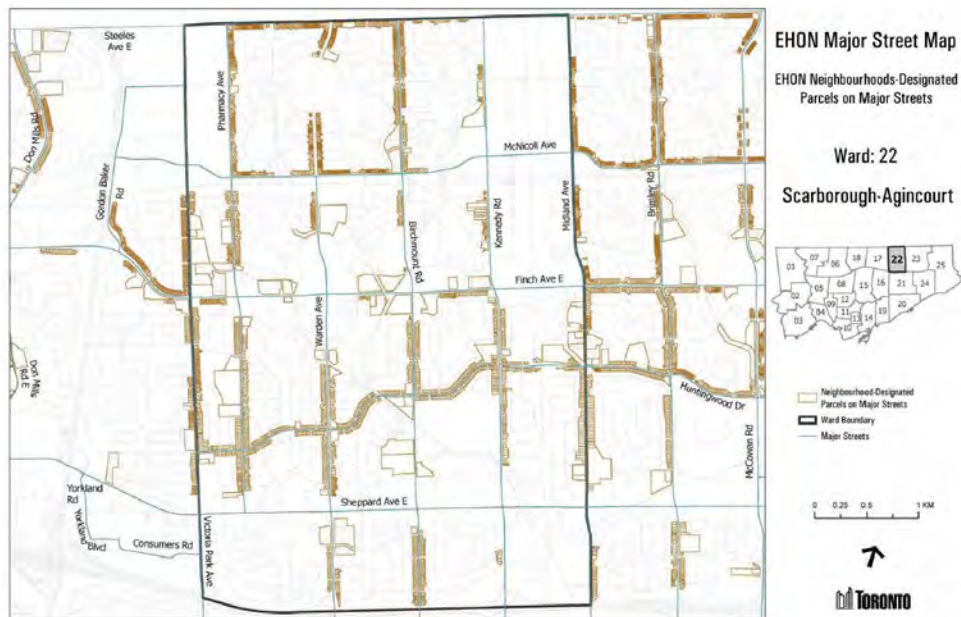 EHON Major Street Map
EHON Neighbourhoods-Designated
Parcels on Major Streets
Ward: 22
Scarborough-Agincourt
Steeles
Ave E
Don Mills Rd
Pharmacy Ave
McNicoll Ave
Gordon Baker
Rd
Midland Ave
Brimley Rd
Kennedy Rd
Birchmount Rd
Finch Ave E
Warden Ave
Don Mills
Rd E
Huntingwood Dr
McCowan Rd
Yorkland
Rd
Sheppard Ave E
Yorkland
Blvd
Consumers Rd
Victoria Park Ave
01
07
06
18
17
22
23
25
05
08
15
16
21
24
02
09
12
11
13
03
04
10
14
19
20
Neighbourhood-Designated
Parcels on Major Streets
Ward Boundary
Major Streets
0 0.25 0.5 1 KM
TORONTO